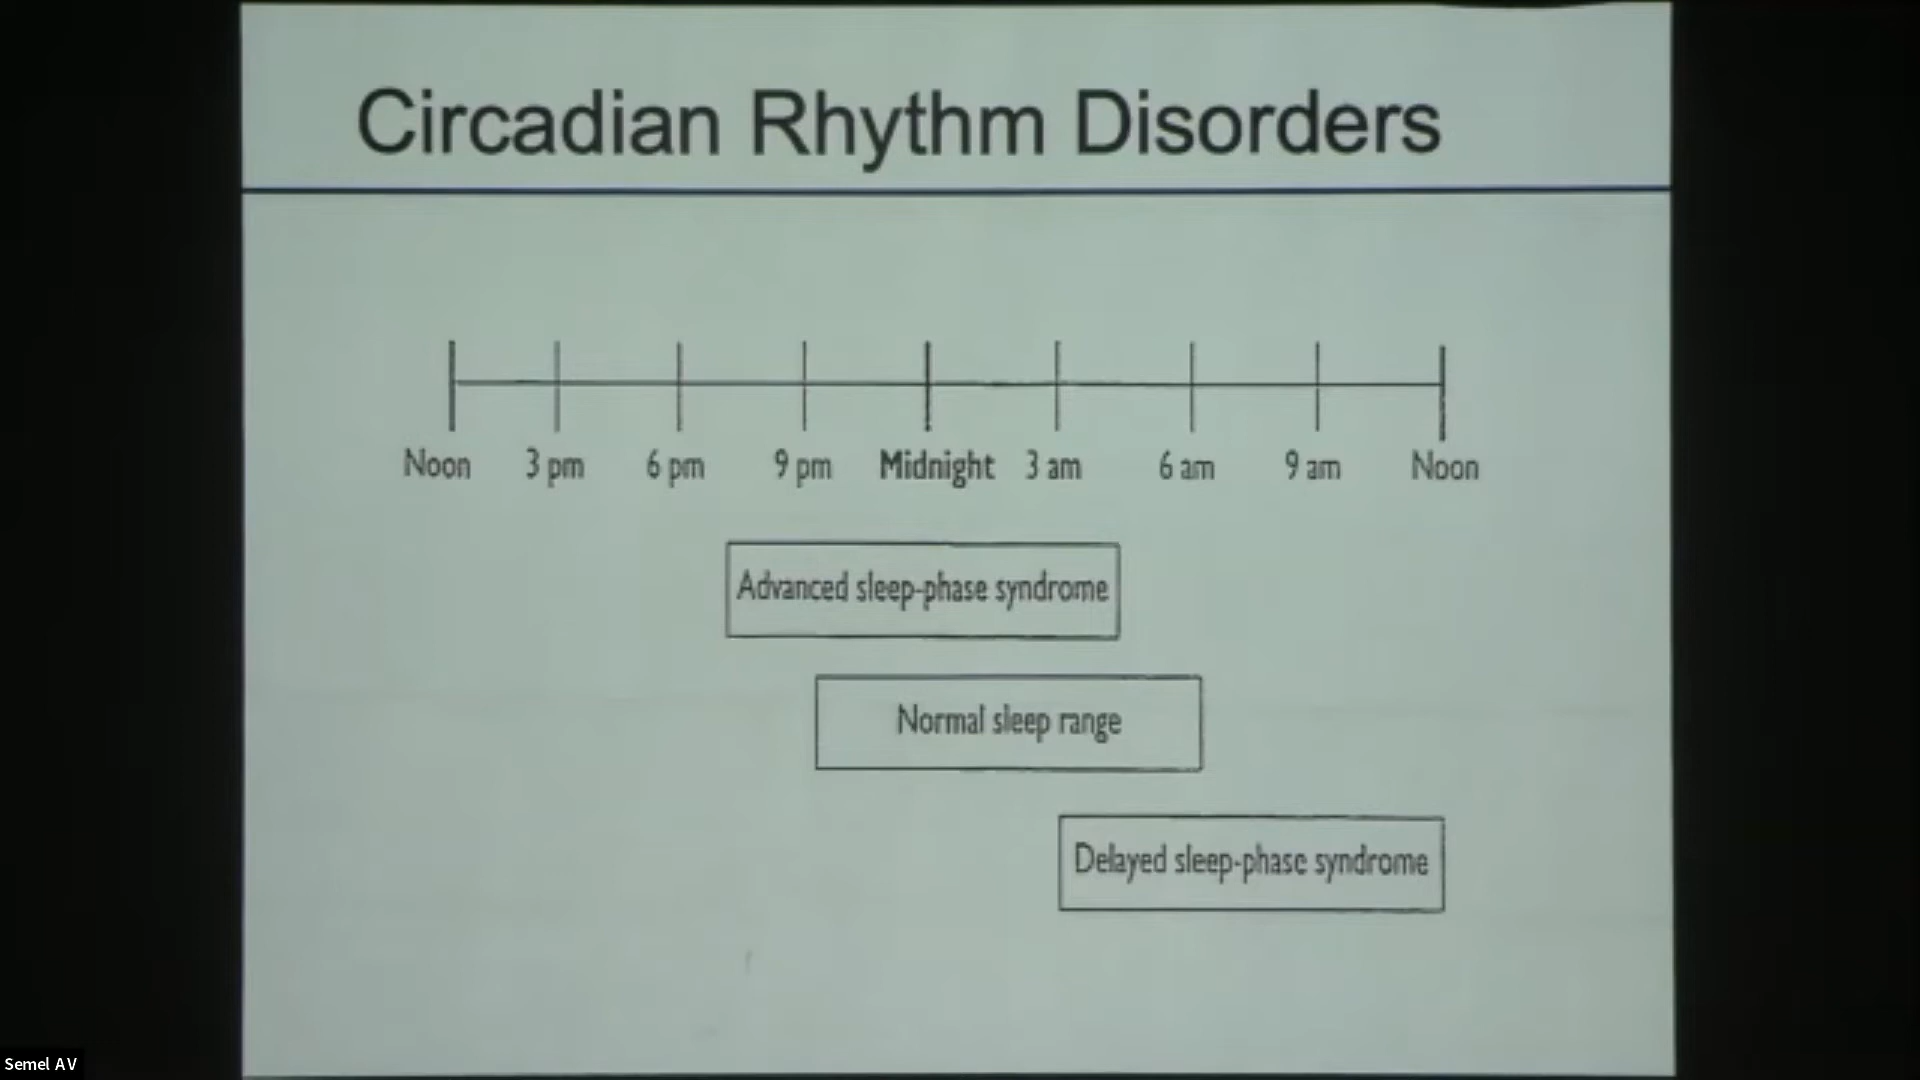 Circadian Rhythm Disorders
Noon 3 pm 6 pm 9 pm Midnight 3 am 6 am 9 am Noon
Advanced sleep-phase syndrome
Normal sleep range
Delayed sleep-phase syndrome
Semel AV